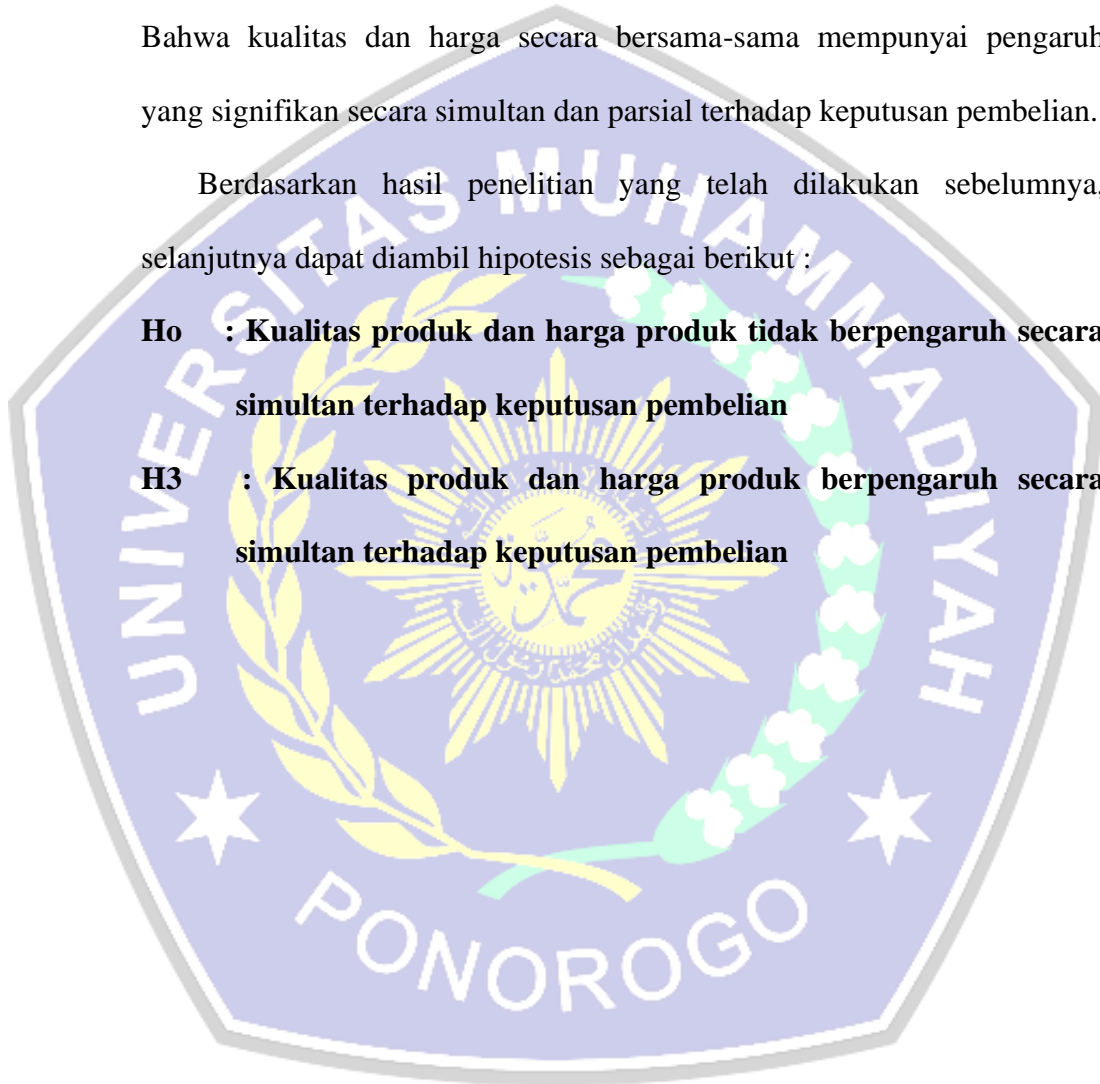 Bahwa kualitas dan harga secara bersama-sama mempunyai pengaruh
yang signifikan secara simultan dan parsial terhadap keputusan pembelian.
Berdasarkan hasil penelitian yang telah dilakukan sebelumnya,
selanjutnya dapat diambil hipotesis sebagai berikut :
Ho : Kualitas produk dan harga produk tidak berpengaruh secara
simultan terhadap keputusan pembelian
H3 : Kualitas produk dan harga produk berpengaruh secara
simultan terhadap keputusan pembelian
UNIVERSITAS MUHAMMADIYAH
PONOROGO